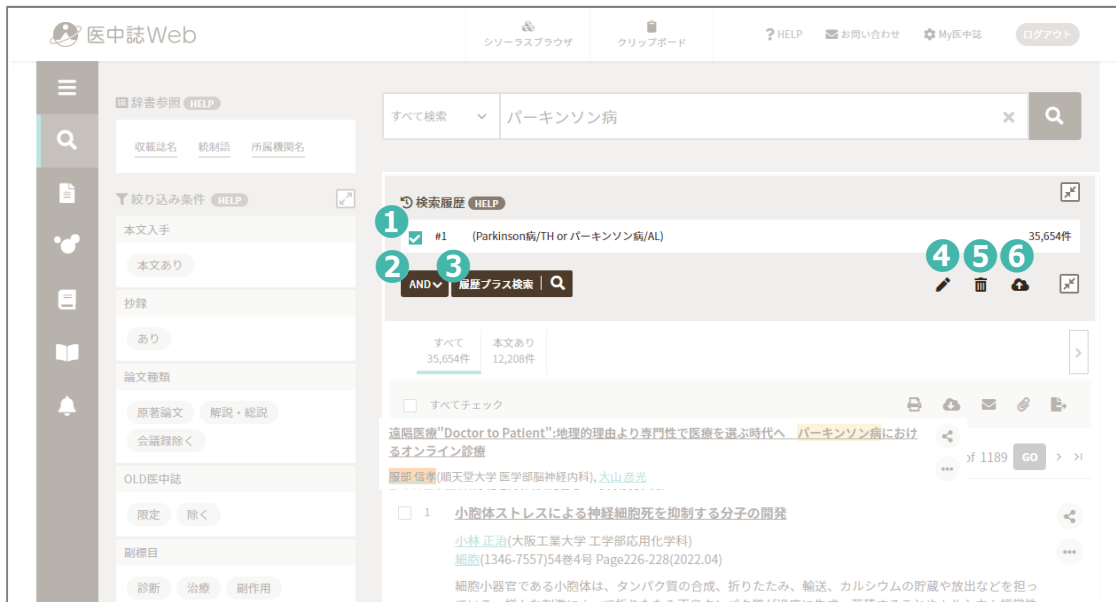 医中誌Web
シソーラスブラウザ
クリップボード
? HELP
お問い合わせ
My医中誌
ログアウト
辞書参照 HELP
収載誌名 統制語 所属機関名
絞り込み条件 HELP
本文入手
本文あり
抄録
あり
論文種類
原著論文 解説・総説
会議録除く
OLD医中誌
限定 除く
副標目
診断 治療 副作用
すべて検索 パーキンソン病
検索履歴 HELP
1
#1 (Parkinson病/TH or パーキンソン病/AL) 35,654件
2 3 4 5 6
AND 履歴プラス検索
すべて 本文あり
35,654件 12,208件
すべてチェック
遠隔医療"Doctor to Patient":地理的理由より専門性で医療を選ぶ時代へ パーキンソン病におけ
るオンライン診療
of 1189 GO
服部 信孝(順天堂大学 医学部脳神経内科), 大山 彦光
1 小胞体ストレスによる神経細胞死を抑制する分子の開発
小林 正治(大阪工業大学 工学部応用化学科)
細胞(1346-7557)54巻4号 Page226-228(2022.04)
細胞小器官である小胞体は、タンパク質の合成、折りたたみ、輸送、カルシウムの貯蔵や放出などを担っ